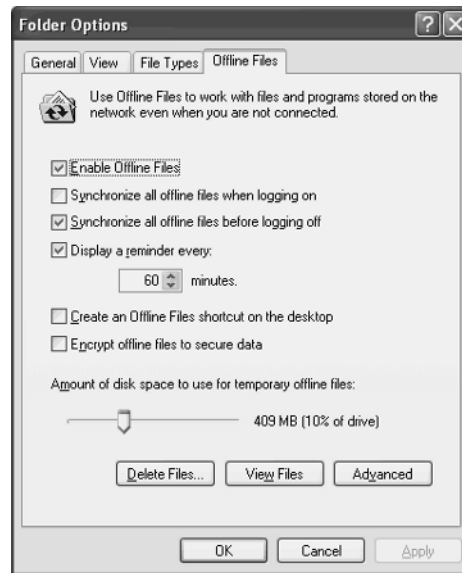 Folder Options
General View File Types Offline Files
Use Offline Files to work with files and programs stored on the
network even when you are not connected.
Enable Offline Files
Synchronize all offline files when logging on
Synchronize all offline files before logging off
Display a reminder every:
60 minutes.
Create an Offline Files shortcut on the desktop
Encrypt offline files to secure data
Amount of disk space to use for temporary offline files:
409 MB (10% of drive)
Delete Files... View Files Advanced
OK Cancel Apply